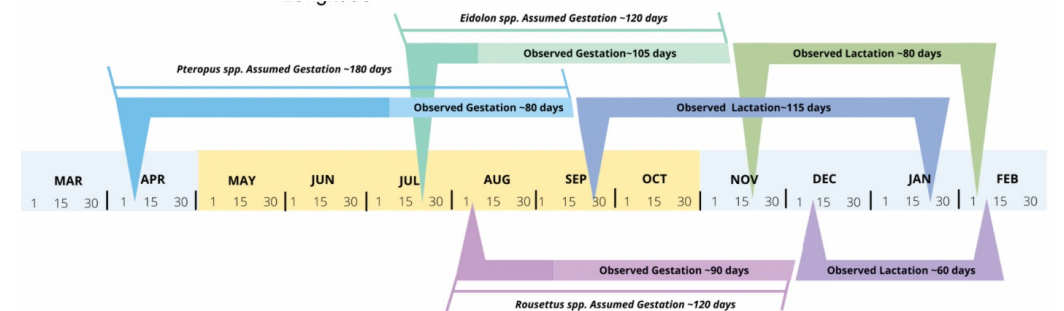 Eidolon spp. Assumed Gestation ~120 days
Observed Gestation~105 days
Observed Lactation ~80 days
Pteropus spp. Assumed Gestation ~180 days
Observed Gestation ~80 days
Observed Lactation~115 days
MAR APR MAY JUN JUL AUG SEP OCT NOV DEC JAN FEB
1 15 30 1 15 30 1 15 30 1 15 30 1 15 30 1 15 30 1 15 30 1 15 30 1 15 30 1 15 30 1 15 30 1 15 30
Observed Gestation ~90 days
Observed Lactation ~60 days
Rousettus spp. Assumed Gestation ~120 days